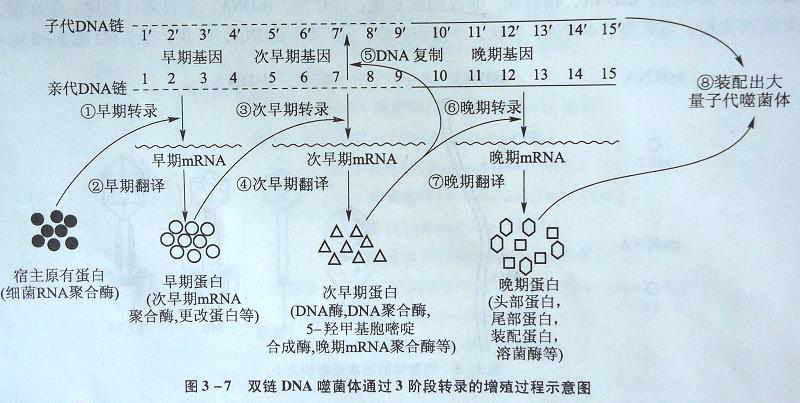 子代DNA链
1′ 2′ 3′ 4′ 5′ 6′ 7′ 8′ 9′ 10′ 11′ 12′ 13′ 14′ 15′
早期基因 次早期基因 ⑤DNA复制 晚期基因
亲代DNA链 1 2 3 4 5 6 7 8 9 10 11 12 13 14 15
⑧装配出大
量子代噬菌体
①早期转录 ③次早期转录 ⑥晚期转录
早期mRNA 次早期mRNA 晚期mRNA
②早期翻译 ④次早期翻译 ⑦晚期翻译
宿主原有蛋白
(细菌RNA聚合酶)
早期蛋白
(次早期mRNA
聚合酶,更改蛋白等)
次早期蛋白
(DNA酶,DNA聚合酶,
5-羟甲基胞嘧啶
合成酶,晚期mRNA聚合酶等)
晚期蛋白
(头部蛋白,
尾部蛋白,
装配蛋白,
溶菌酶等)
图3-7 双链DNA噬菌体通过3阶段转录的增殖过程示意图